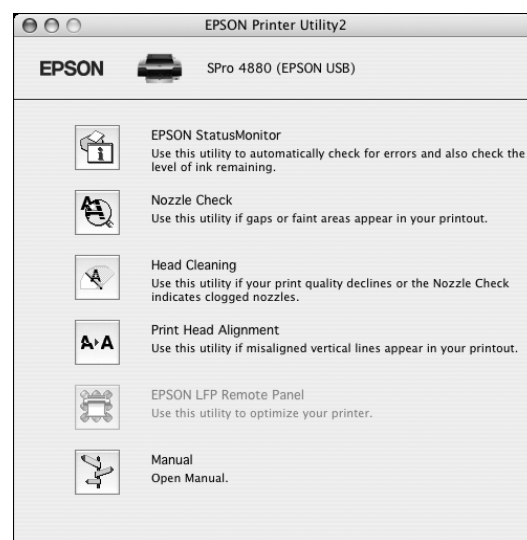 EPSON Printer Utility2
EPSON
SPro 4880 (EPSON USB)
EPSON StatusMonitor
Use this utility to automatically check for errors and also check the
level of ink remaining.
Nozzle Check
Use this utility if gaps or faint areas appear in your printout.
Head Cleaning
Use this utility if your print quality declines or the Nozzle Check
indicates clogged nozzles.
A▸A
Print Head Alignment
Use this utility if misaligned vertical lines appear in your printout.
EPSON LFP Remote Panel
Use this utility to optimize your printer.
Manual
Open Manual.